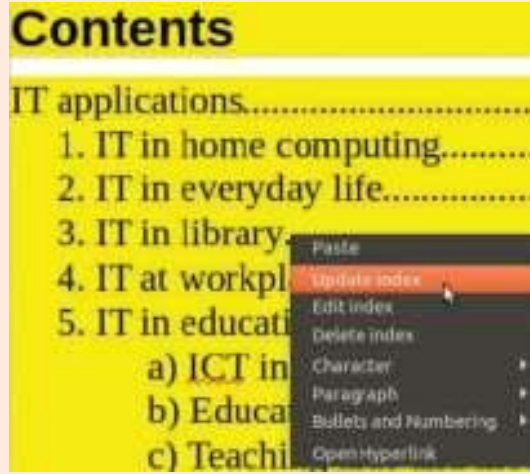 Contents
IT applications.................................
1. IT in home computing........
2. IT in everyday life................
3. IT in library.
4. IT at workpl
5. IT in educati
a) ICT in
b) Educa
c) Teachi
Paste
Update index
Edit index
Delete index
Character
Paragraph
Bullets and Numbering
Open Hyperlink